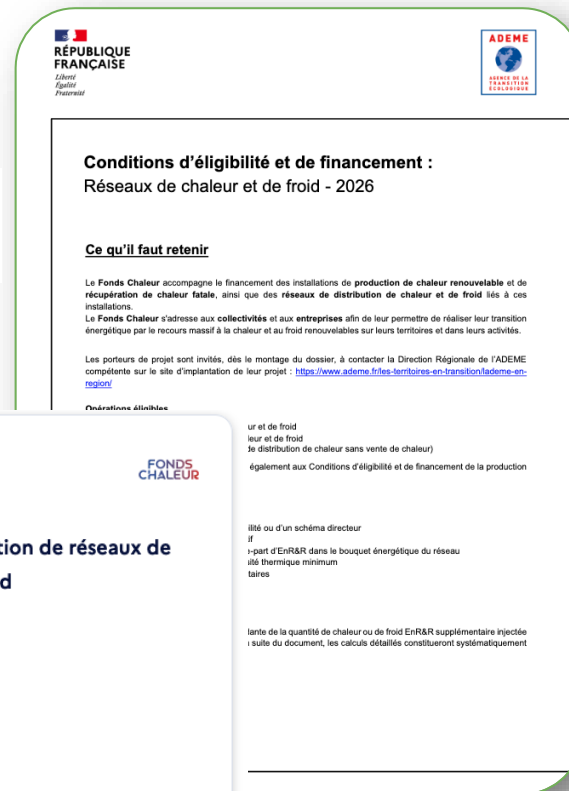 RÉPUBLIQUE
FRANÇAISE
Liberté
Égalité
Fraternité
ADEME
AGENCE DE LA
TRANSITION
ÉCOLOGIQUE
Conditions d’éligibilité et de financement :
Réseaux de chaleur et de froid - 2026
Ce qu’il faut retenir
Le Fonds Chaleur accompagne le financement des installations de production de chaleur renouvelable et de
récupération de chaleur fatale, ainsi que des réseaux de distribution de chaleur et de froid liés à ces
installations.
Le Fonds Chaleur s’adresse aux collectivités et aux entreprises afin de leur permettre de réaliser leur transition
énergétique par le recours massif à la chaleur et au froid renouvelables sur leurs territoires et dans leurs activités.
Les porteurs de projet sont invités, dès le montage du dossier, à contacter la Direction Régionale de l’ADEME
compétente sur le site d’implantation de leur projet : https://www.ademe.fr/les-territoires-en-transition/lademe-en-
region/
Opérations éligibles
ur et de froid
leur et de froid
de distribution de chaleur sans vente de chaleur)
également aux Conditions d’éligibilité et de financement de la production
FONDS
CHALEUR
tion de réseaux de
d
ilité ou d’un schéma directeur
if
-part d’EnR&R dans le bouquet énergétique du réseau
ité thermique minimum
taires
lante de la quantité de chaleur ou de froid EnR&R supplémentaire injectée
suite du document, les calculs détaillés constitueront systématiquement